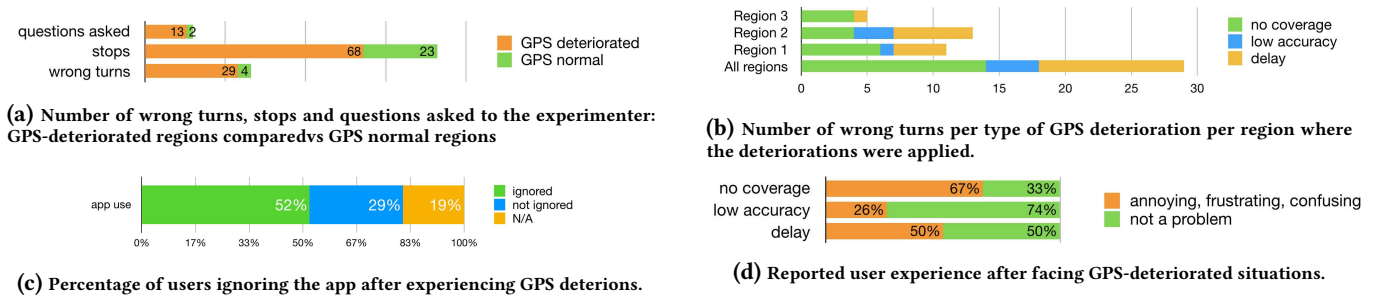 questions asked 13 2
stops 68 23
wrong turns 29 4
GPS deteriorated
GPS normal
(a) Number of wrong turns, stops and questions asked to the experimenter:
GPS-deteriorated regions comparedvs GPS normal regions
Region 3
Region 2
Region 1
All regions
0 5 10 15 20 25 30
no coverage
low accuracy
delay
(b) Number of wrong turns per type of GPS deterioration per region where
the deteriorations were applied.
app use 52% 29% 19%
0% 17% 33% 50% 67% 83% 100%
ignored
not ignored
N/A
(c) Percentage of users ignoring the app after experiencing GPS deterions.
no coverage 67% 33%
low accuracy 26% 74%
delay 50% 50%
annoying, frustrating, confusing
not a problem
(d) Reported user experience after facing GPS-deteriorated situations.